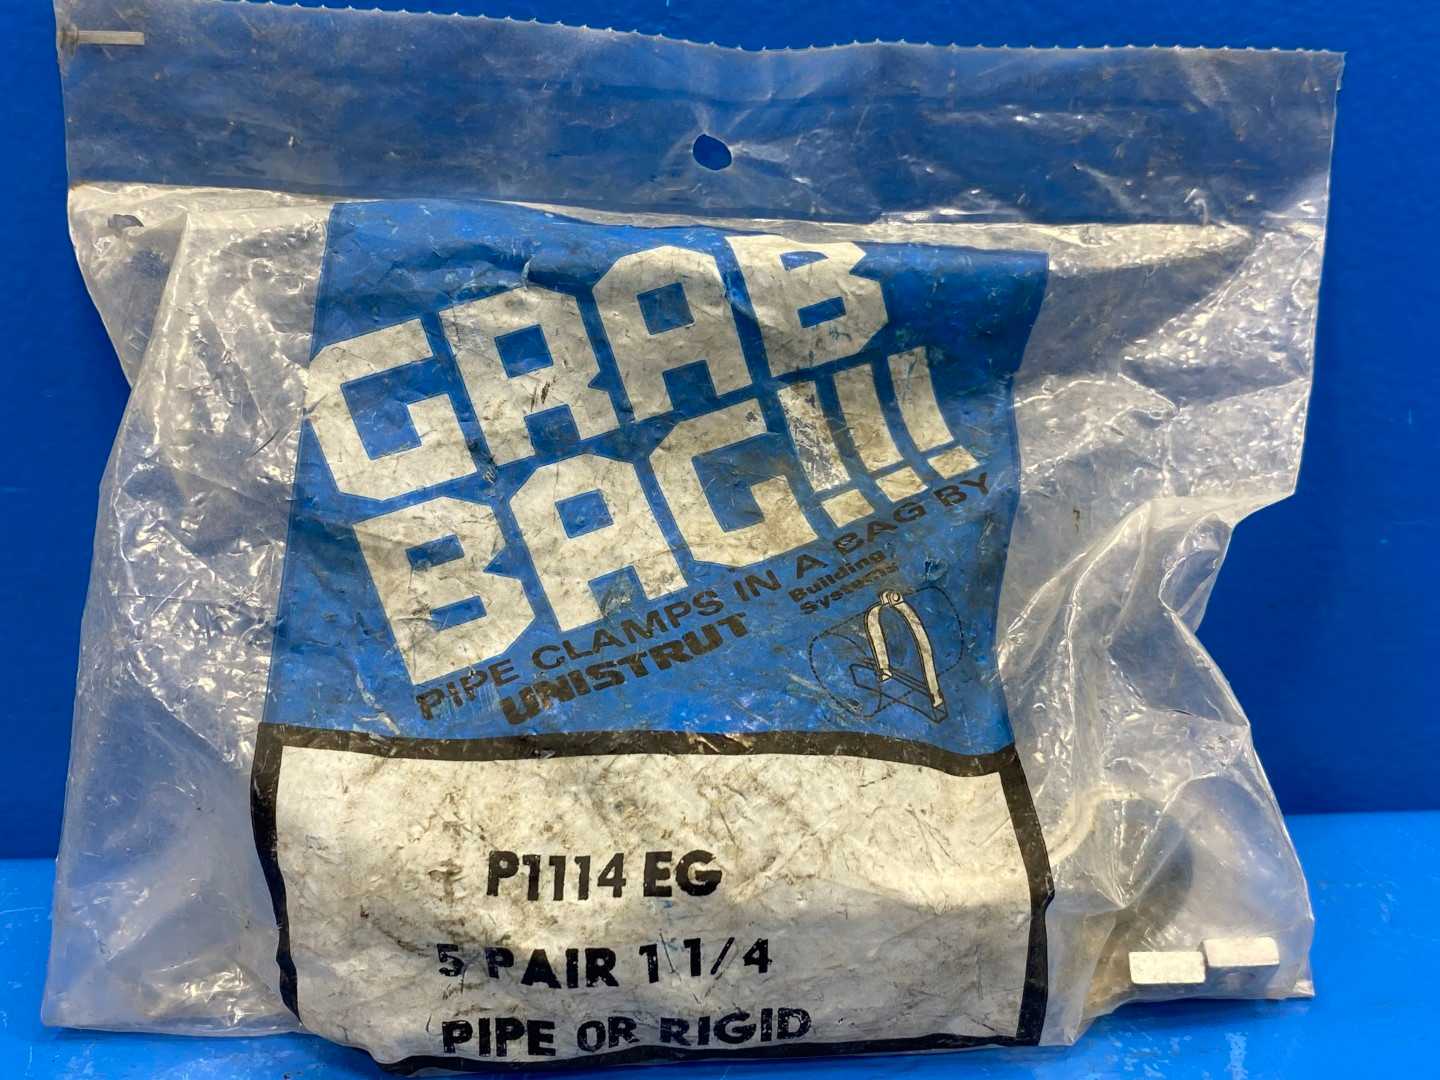 GRAB
BAG!!!
PIPE CLAMPS IN A BAG BY
UNISTRUT Building
Systems
P1114 EG
5 PAIR 1 1/4
PIPE OR RIGID